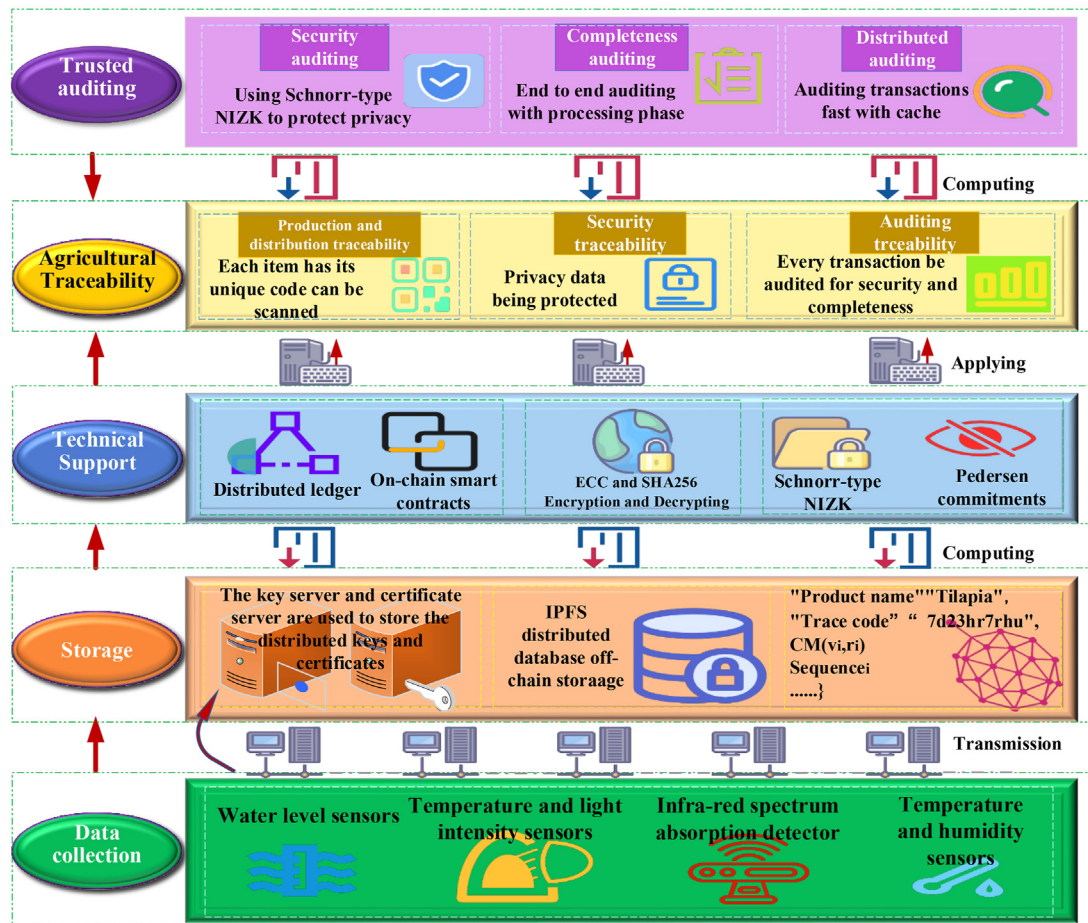 Trusted
auditing
Security
auditing
Using Schnorr-type
NIZK to protect privacy
Completeness
auditing
End to end auditing
with processing phase
Distributed
auditing
Auditing transactions
fast with cache
Computing
Agricultural
Traceability
Production and
distribution traceability
Each item has its
unique code can be
scanned
Security
traceability
Privacy data
being protected
Auditing
trceability
Every transaction be
audited for security and
completeness
Applying
Technical
Support
Distributed ledger
On-chain smart
contracts
ECC and SHA256
Encryption and Decrypting
Schnorr-type
NIZK
Pedersen
commitments
Computing
Storage
The key server and certificate
server are used to store the
distributed keys and
certificates
IPFS
distributed
database off-
chain storaage
"Product name""Tilapia",
"Trace code" " 7d23hr7rhu",
CM(vi,ri)
Sequencei
......}
Transmission
Data
collection
Water level sensors
Temperature and light
intensity sensors
Infra-red spectrum
absorption detector
Temperature
and humidity
sensors